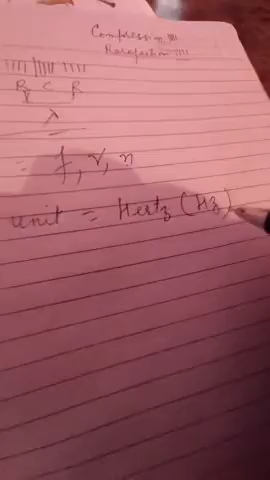 Compression
Rarefaction
R C R
λ
= f, ν, n
unit = Hertz (Hz)